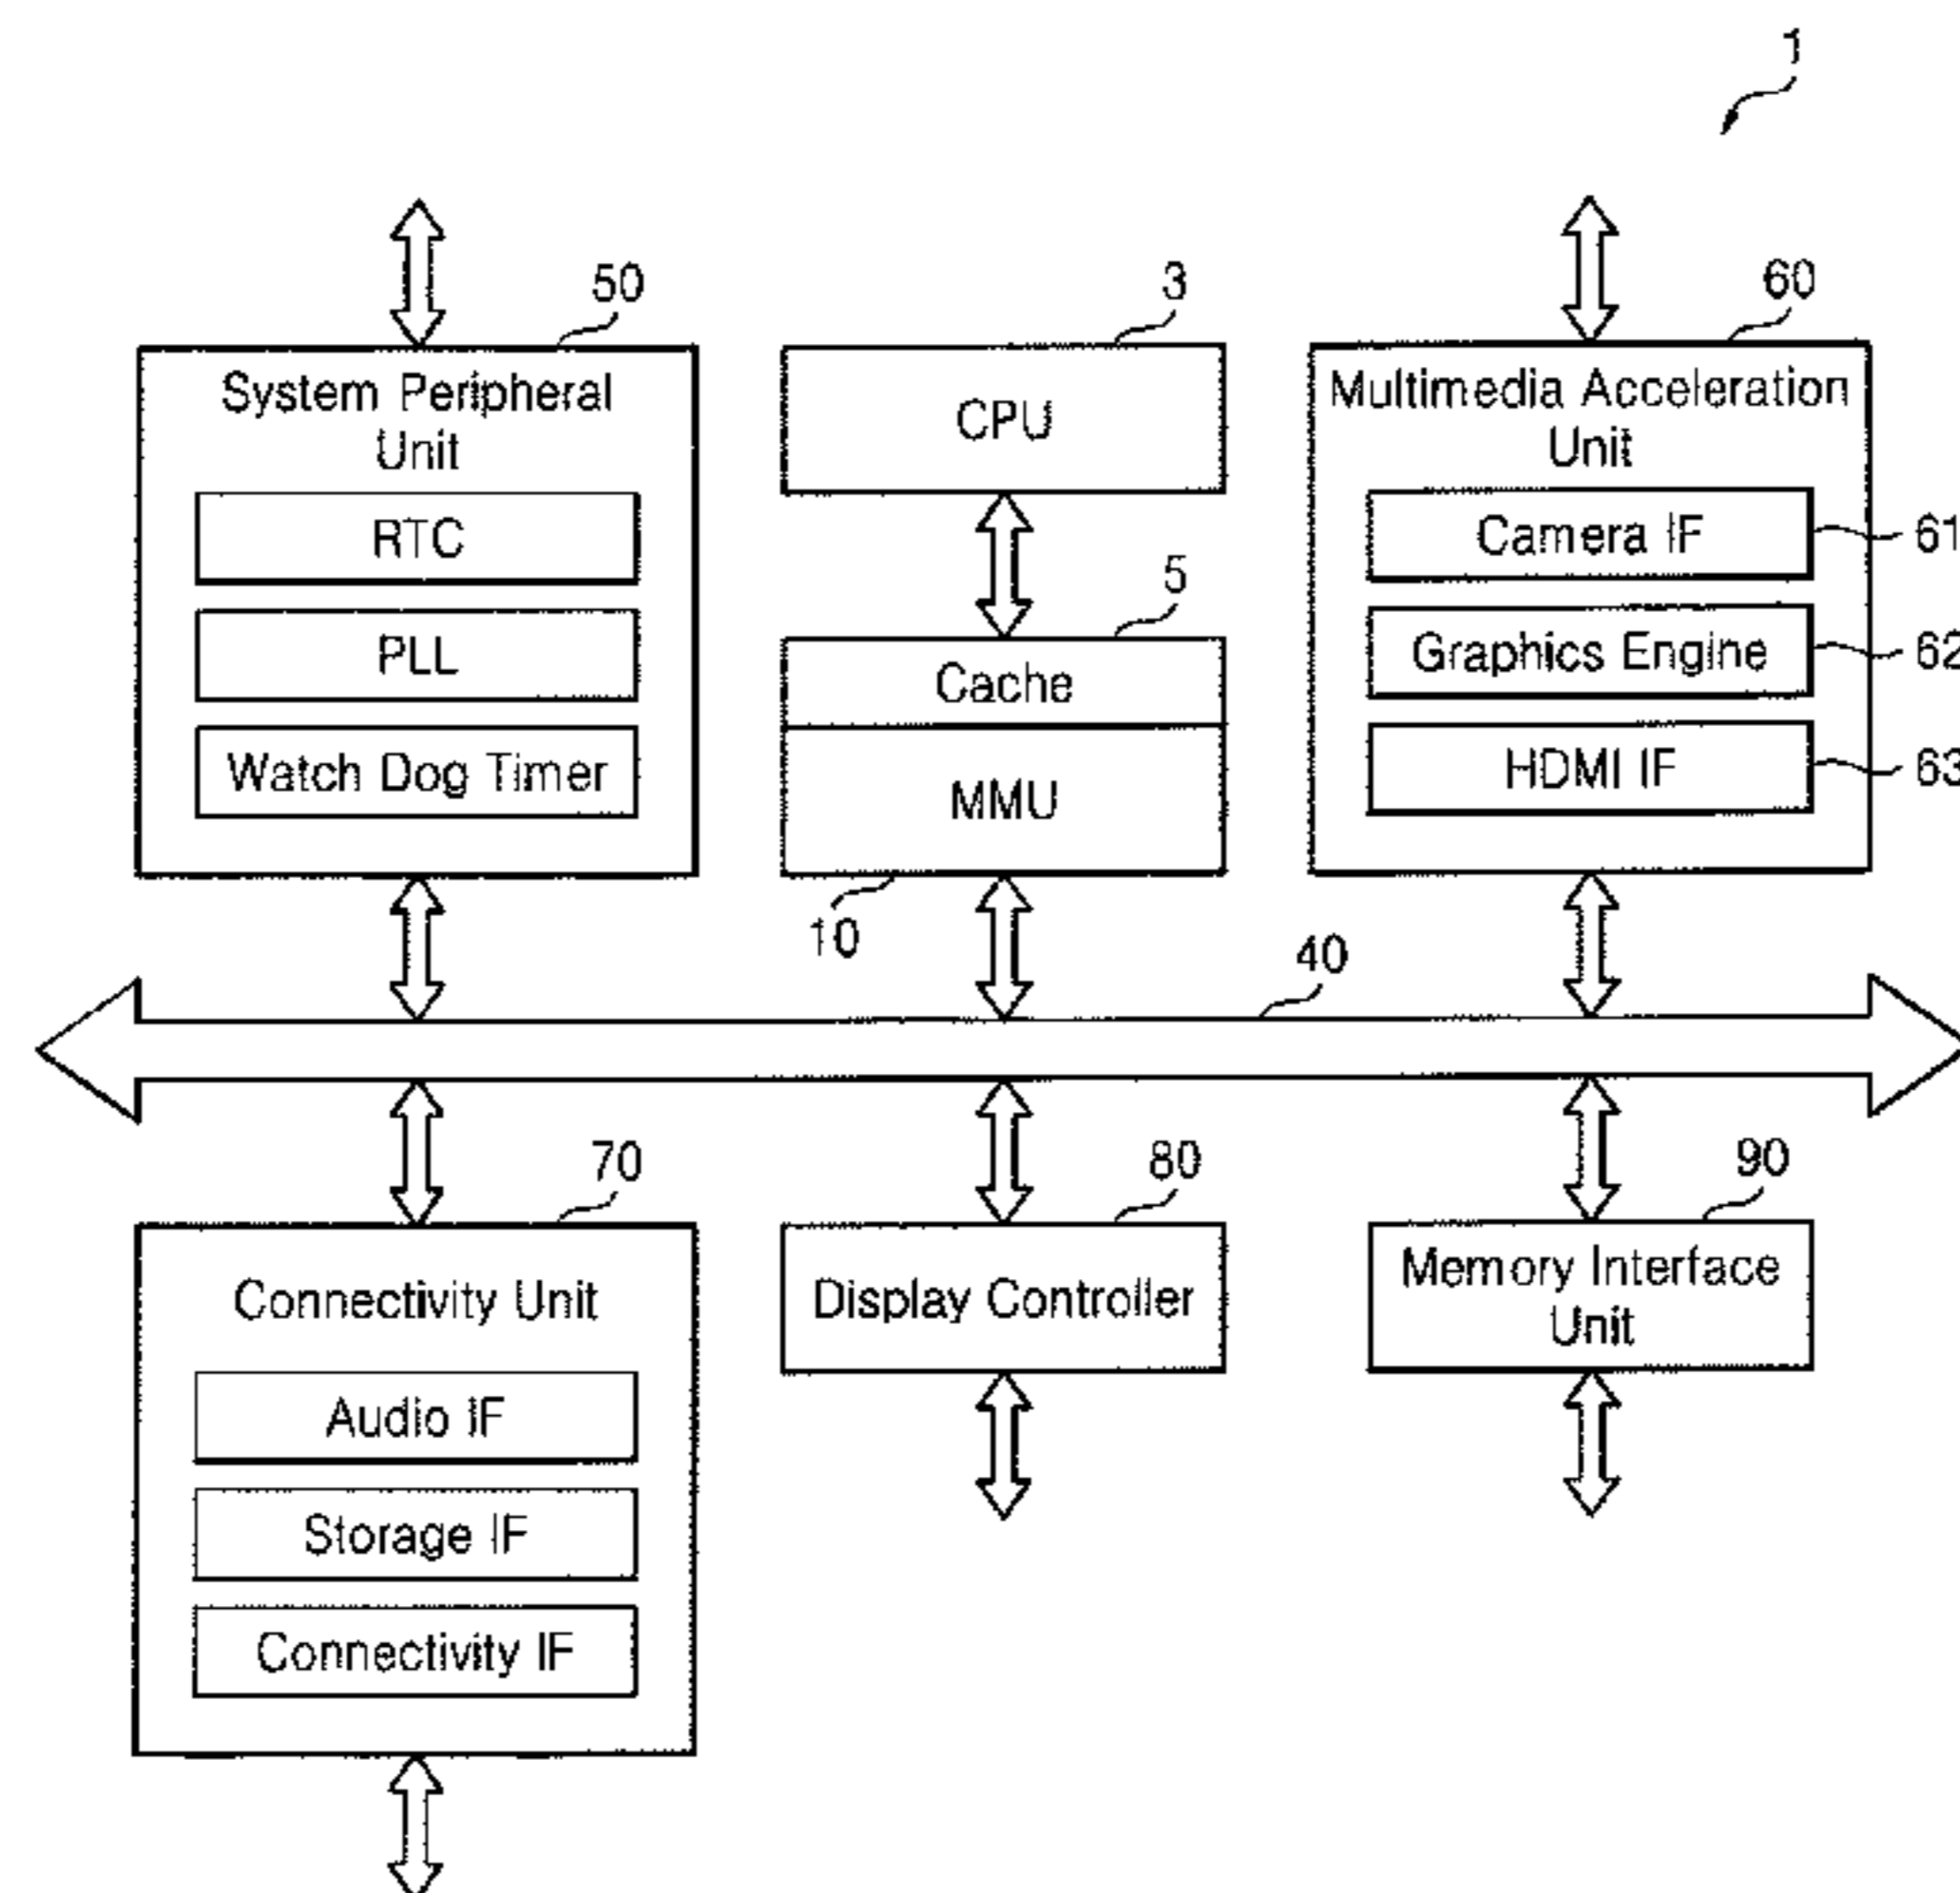 1
50
3
60
System Peripheral
Unit
RTC
PLL
Watch Dog Timer
CPU
5
Cache
MMU
10
Multimedia Acceleration
Unit
Camera IF
61
Graphics Engine
62
HDMI IF
63
40
70
80
90
Connectivity Unit
Audio IF
Storage IF
Connectivity IF
Display Controller
Memory Interface
Unit